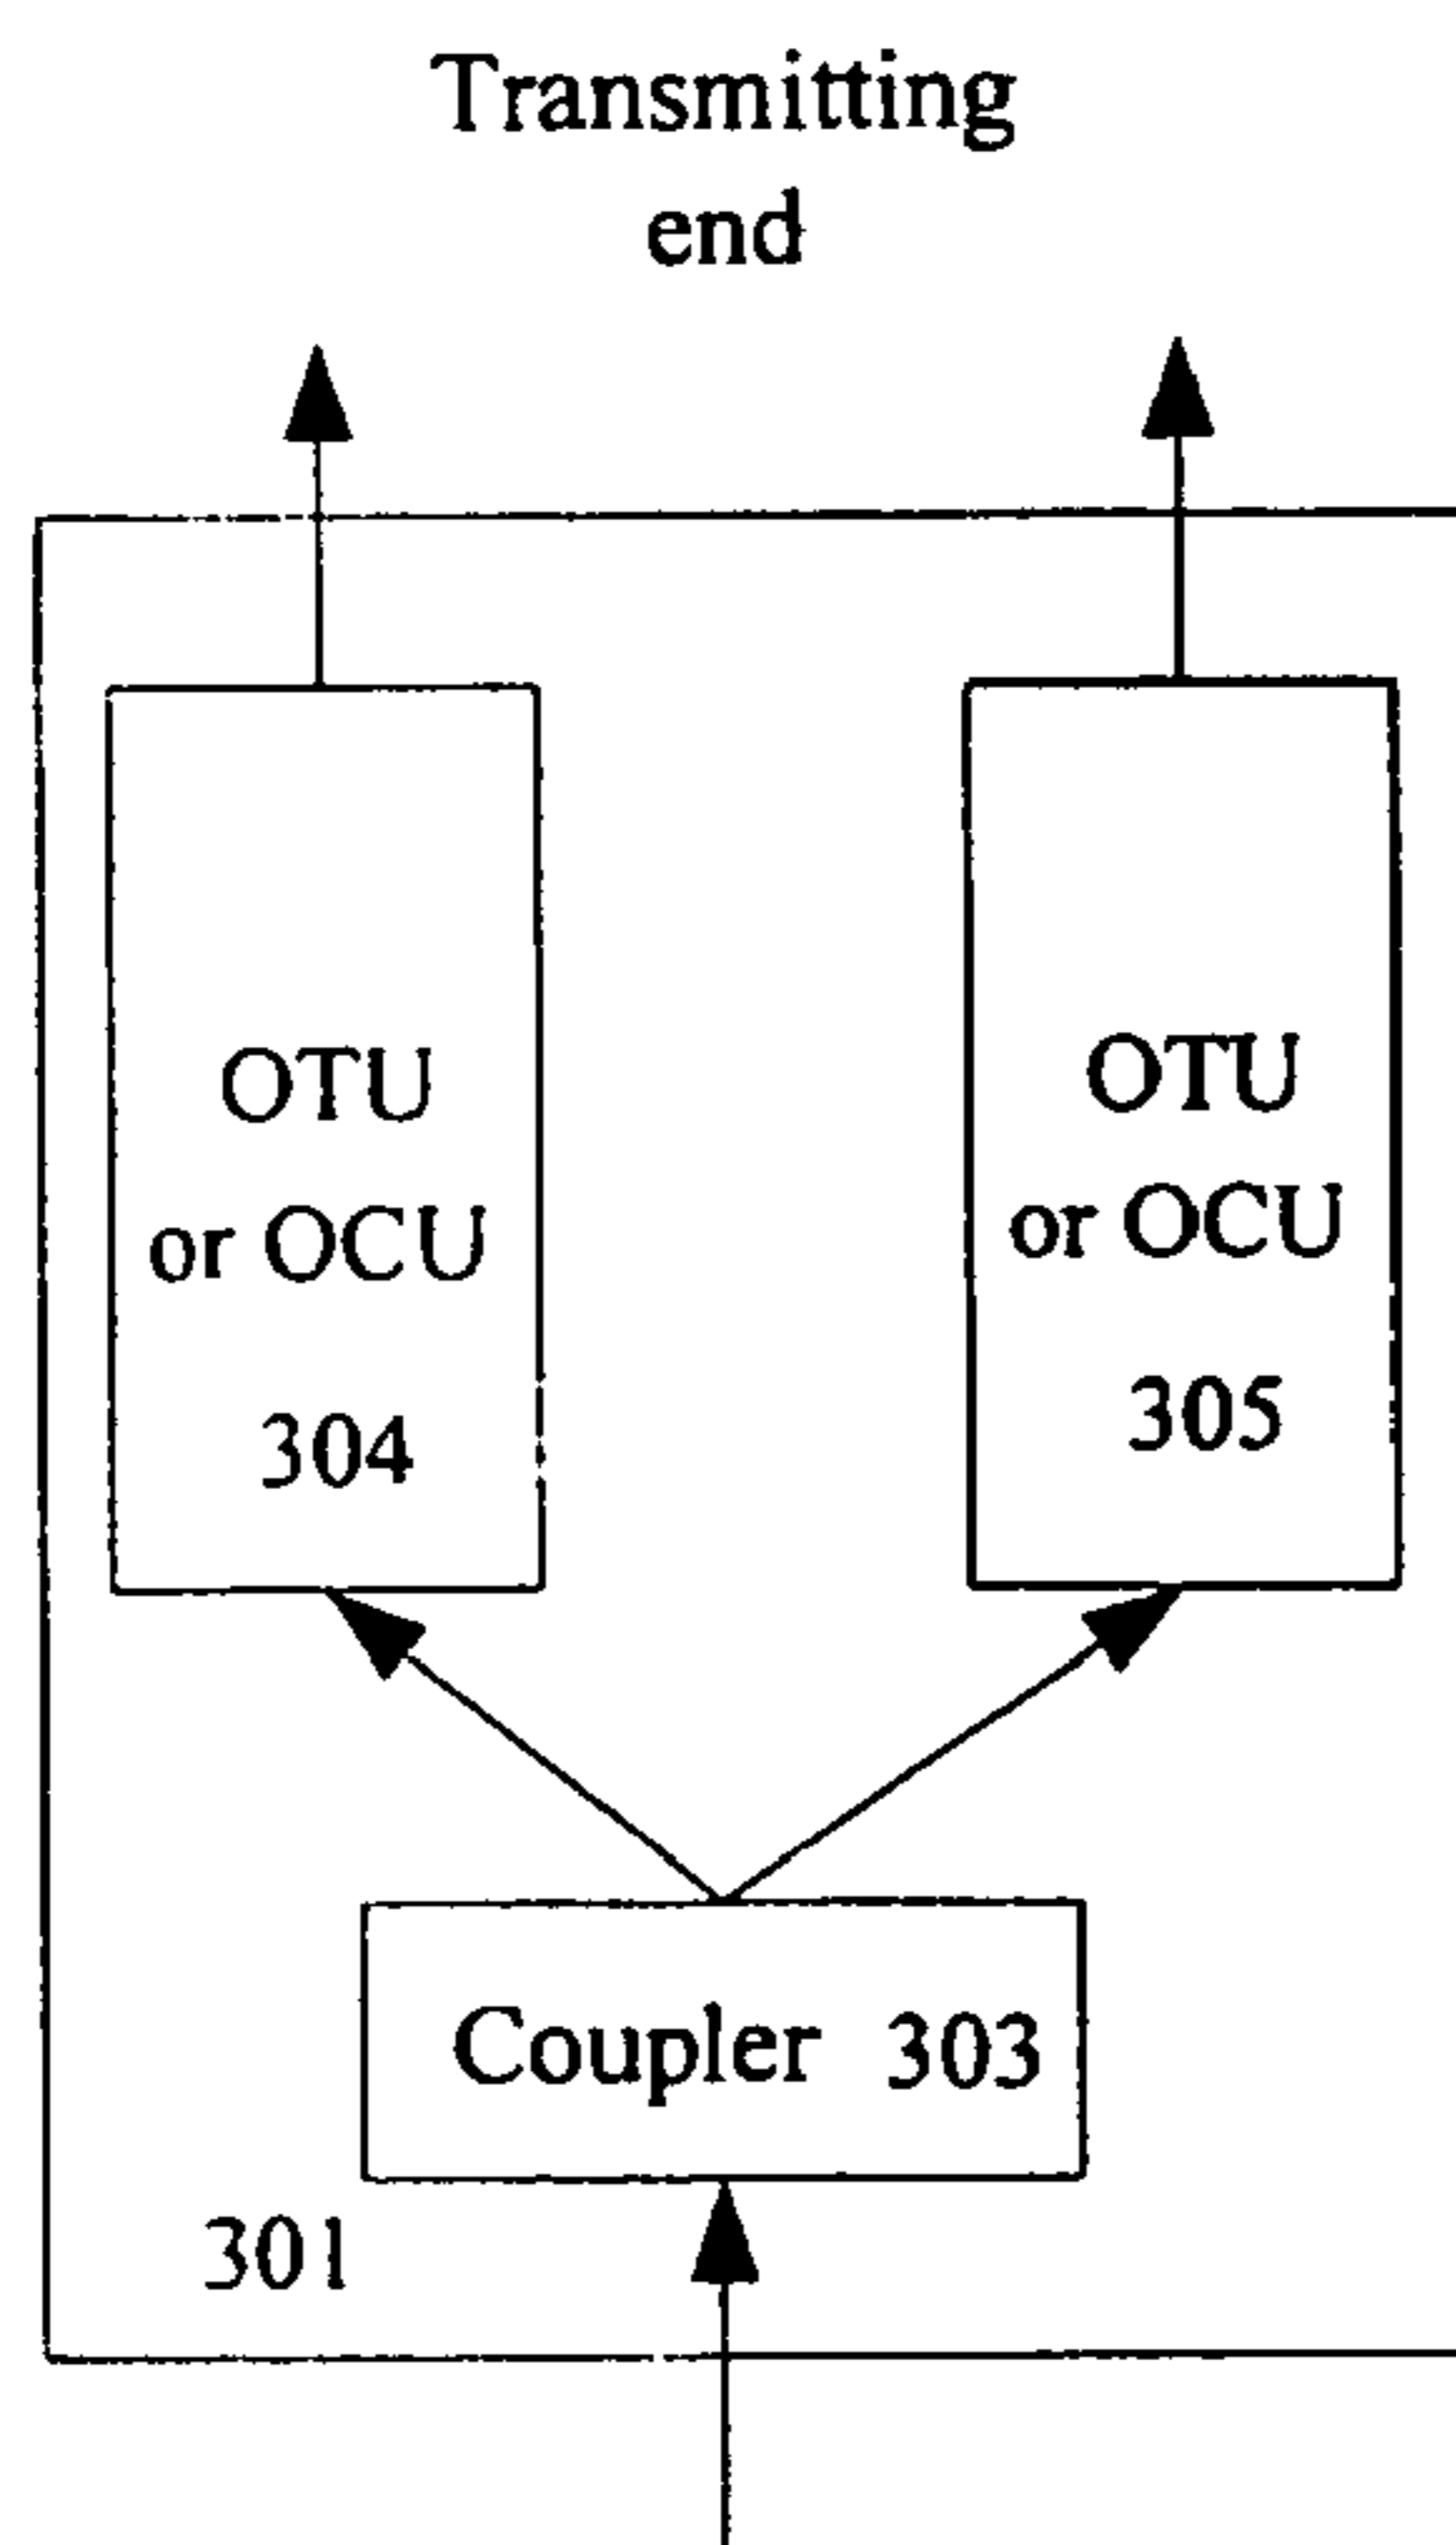 Transmitting
end
OTU
or OCU
304
OTU
or OCU
305
Coupler 303
301